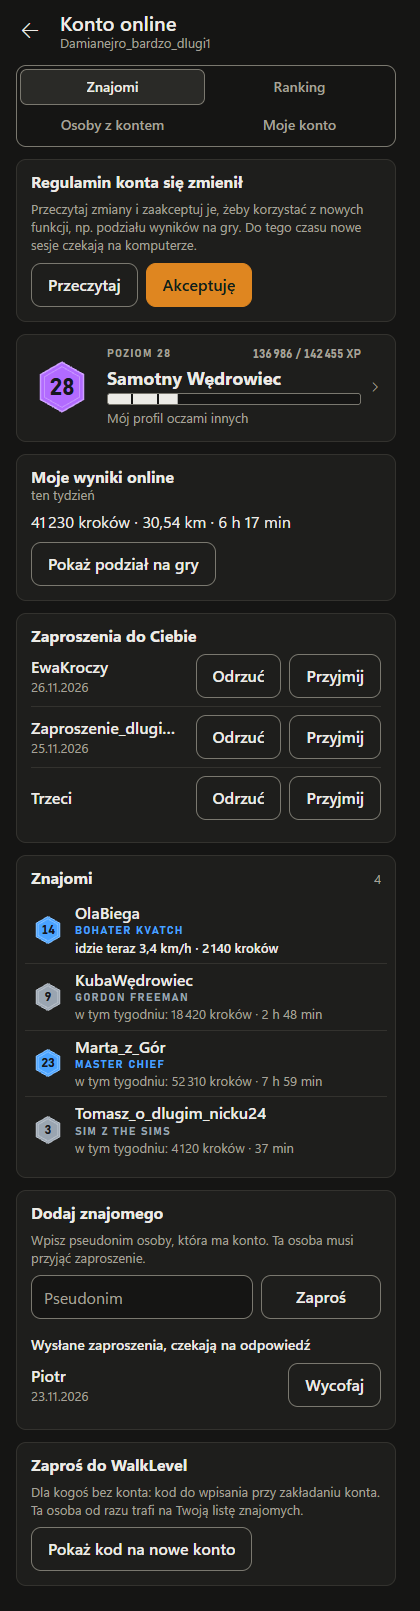 Konto online
Damianejro_bardzo_dlugi1
Znajomi
Ranking
Osoby z kontem
Moje konto
Regulamin konta się zmienił
Przeczytaj zmiany i zaakceptuj je, żeby korzystać z nowych
funkcji, np. podziału wyników na gry. Do tego czasu nowe
sesje czekają na komputerze.
Przeczytaj
Akceptuję
28
POZIOM 28
136 986 / 142 455 XP
Samotny Wędrowiec
Mój profil oczami innych
Moje wyniki online
ten tydzień
41 230 kroków · 30,54 km · 6 h 17 min
Pokaż podział na gry
Zaproszenia do Ciebie
EwaKroczy
26.11.2026
Odrzuć
Przyjmij
Zaproszenie_dlugi...
25.11.2026
Odrzuć
Przyjmij
Trzeci
Odrzuć
Przyjmij
Znajomi
4
14
OlaBiega
BOHATER KVATCH
idzie teraz 3,4 km/h · 2140 kroków
9
KubaWędrowiec
GORDON FREEMAN
w tym tygodniu: 18 420 kroków · 2 h 48 min
23
Marta_z_Gór
MASTER CHIEF
w tym tygodniu: 52 310 kroków · 7 h 59 min
3
Tomasz_o_dlugim_nicku24
SIM Z THE SIMS
w tym tygodniu: 4120 kroków · 37 min
Dodaj znajomego
Wpisz pseudonim osoby, która ma konto. Ta osoba musi
przyjąć zaproszenie.
Pseudonim
Zaproś
Wysłane zaproszenia, czekają na odpowiedź
Piotr
23.11.2026
Wycofaj
Zaproś do WalkLevel
Dla kogoś bez konta: kod do wpisania przy zakładaniu konta.
Ta osoba od razu trafi na Twoją listę znajomych.
Pokaż kod na nowe konto